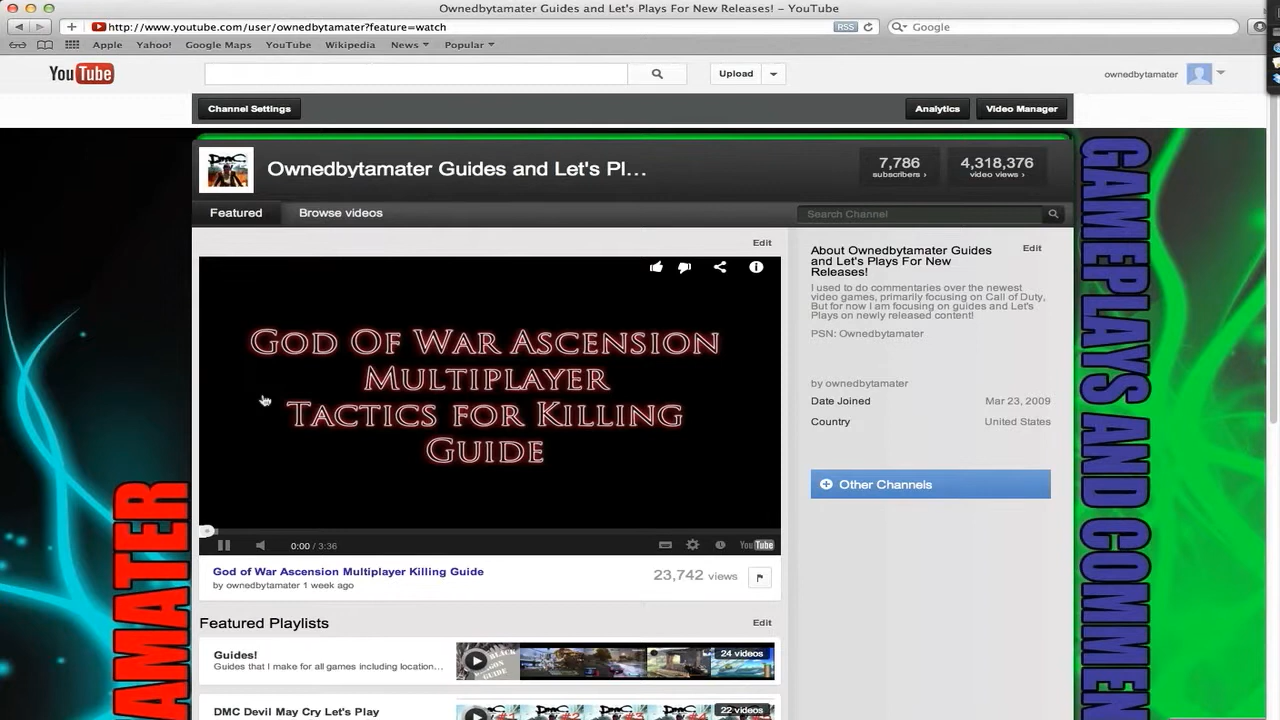 Ownedbytamater Guides and Let's Plays For New Releases! – YouTube
http://www.youtube.com/user/ownedbytamater?feature=watch
RSS
Google
Apple Yahoo! Google Maps YouTube Wikipedia News Popular
YouTube
Upload
ownedbytamater
Channel Settings
Analytics
Video Manager
DMC
Ownedbytamater Guides and Let's Pl...
7,786
subscribers ›
4,318,376
video views ›
Featured
Browse videos
Search Channel
Edit
God Of War Ascension
Multiplayer
Tactics for Killing
Guide
0:00 / 3:36
YouTube
God of War Ascension Multiplayer Killing Guide
by ownedbytamater 1 week ago
23,742 views
Featured Playlists
Edit
Guides!
Guides that I make for all games including location...
GUIDE
24 videos
DMC Devil May Cry Let's Play
22 videos
About Ownedbytamater Guides
and Let's Plays For New
Releases!
Edit
I used to do commentaries over the newest
video games, primarily focusing on Call of Duty,
But for now I am focusing on guides and Let's
Plays on newly released content!
PSN: Ownedbytamater
by ownedbytamater
Date Joined
Mar 23, 2009
Country
United States
Other Channels
AMATER
GAMEPLAYS AND COMMEN